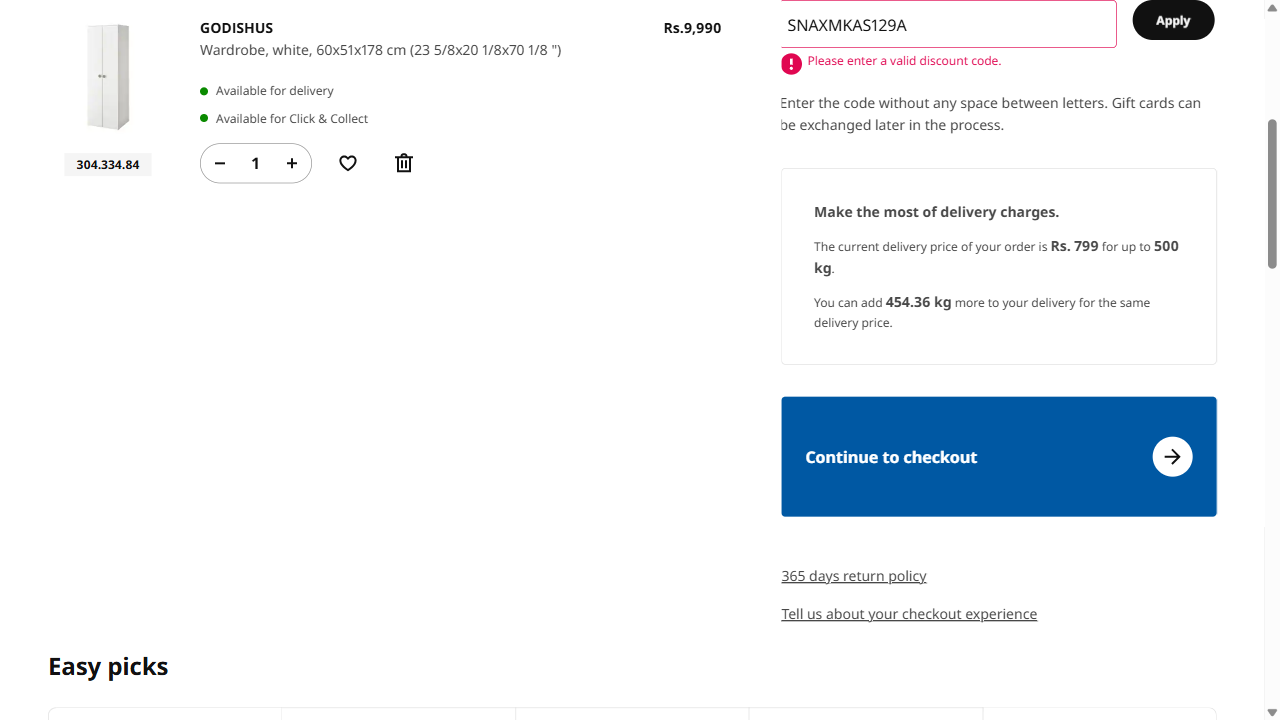 GODISHUS
Rs.9,990
Wardrobe, white, 60x51x178 cm (23 5/8x20 1/8x70 1/8 ")
Available for delivery
Available for Click & Collect
304.334.84
1
SNAXMKAS129A
Apply
Please enter a valid discount code.
Enter the code without any space between letters. Gift cards can
be exchanged later in the process.
Make the most of delivery charges.
The current delivery price of your order is Rs. 799 for up to 500
kg.
You can add 454.36 kg more to your delivery for the same
delivery price.
Continue to checkout
365 days return policy
Tell us about your checkout experience
Easy picks